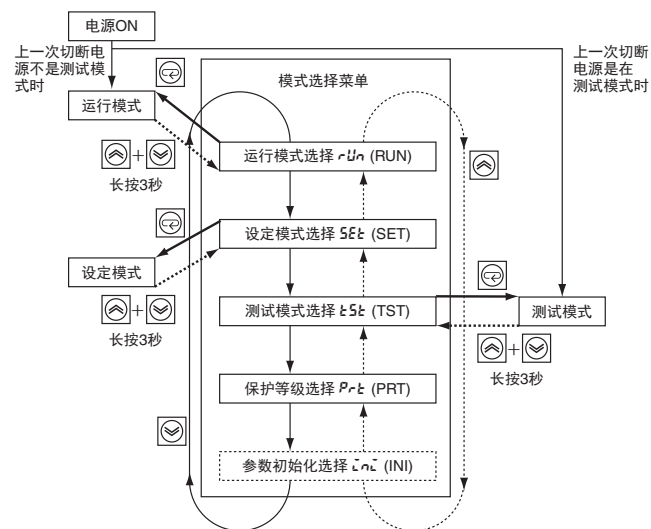 电源ON
上一次切断电
源不是测试模
式时
上一次切断
电源是在
测试模式时
模式选择菜单
运行模式
+
长按3秒
运行模式选择 rUn (RUN)
设定模式选择 SEt (SET)
设定模式
+
长按3秒
测试模式选择 tSt (TST)
测试模式
+
长按3秒
保护等级选择 Prt (PRT)
参数初始化选择 ini (INI)